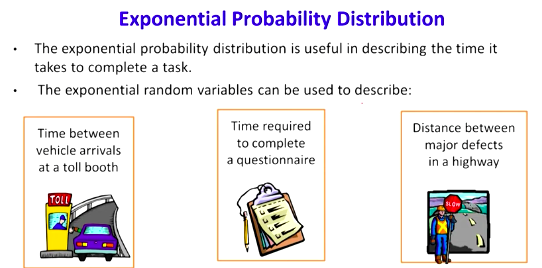 Exponential Probability Distribution
• The exponential probability distribution is useful in describing the time it
takes to complete a task.
• The exponential random variables can be used to describe:
Time between
vehicle arrivals
at a toll booth
TOLL
Time required
to complete
a questionnaire
Distance between
major defects
in a highway
SLOW